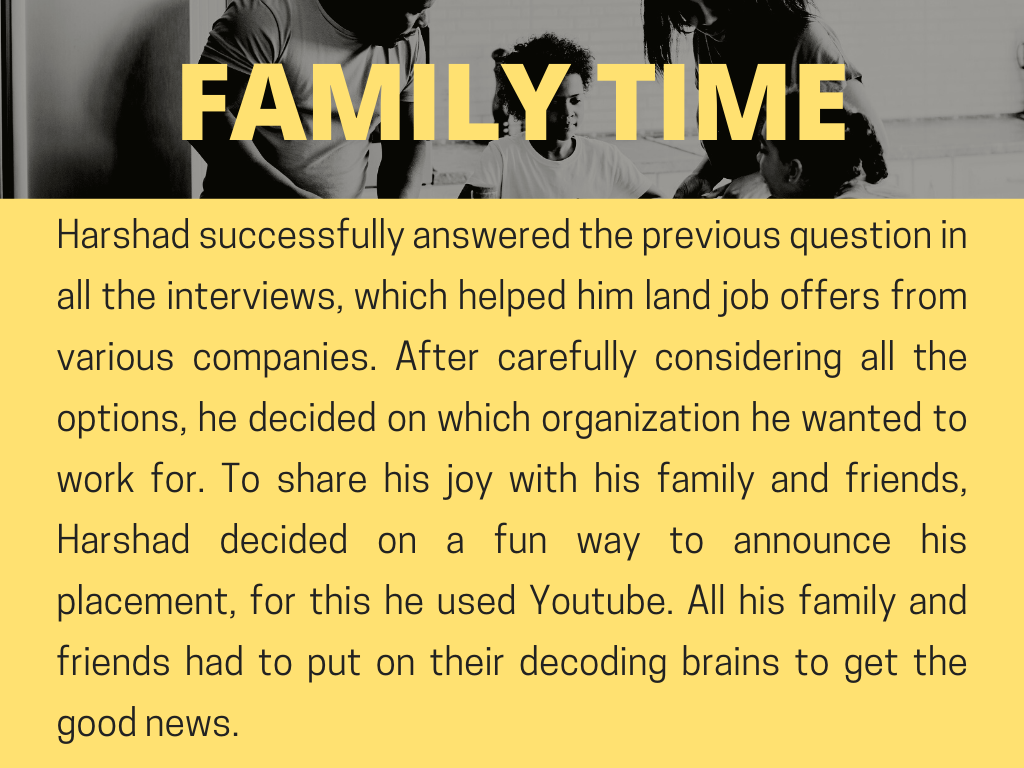 FAMILY TIME
Harshad successfully answered the previous question in
all the interviews, which helped him land job offers from
various companies. After carefully considering all the
options, he decided on which organization he wanted to
work for. To share his joy with his family and friends,
Harshad decided on a fun way to announce his
placement, for this he used Youtube. All his family and
friends had to put on their decoding brains to get the
good news.